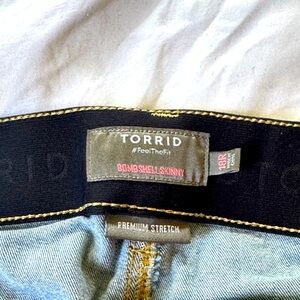 TORRID
#FeelTheFit
BOMBSHELL SKINNY
18R
PREMIUM STRETCH